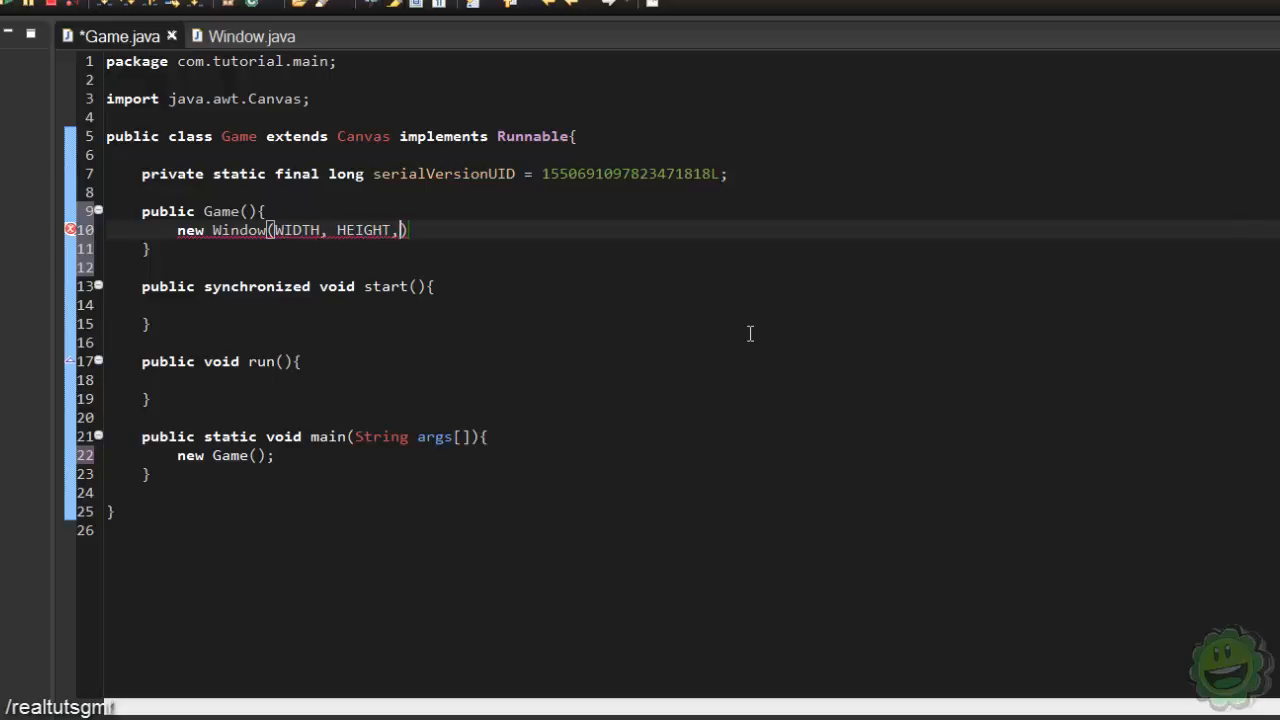 *Game.java Window.java
1 package com.tutorial.main;
2
3 import java.awt.Canvas;
4
5 public class Game extends Canvas implements Runnable{
6
7 private static final long serialVersionUID = 1550691097823471818L;
8
9 public Game(){
10 new Window(WIDTH, HEIGHT,)
11 }
12
13 public synchronized void start(){
14
15 }
16
17 public void run(){
18
19 }
20
21 public static void main(String args[]){
22 new Game();
23 }
24
25 }
26
/realtutsgm